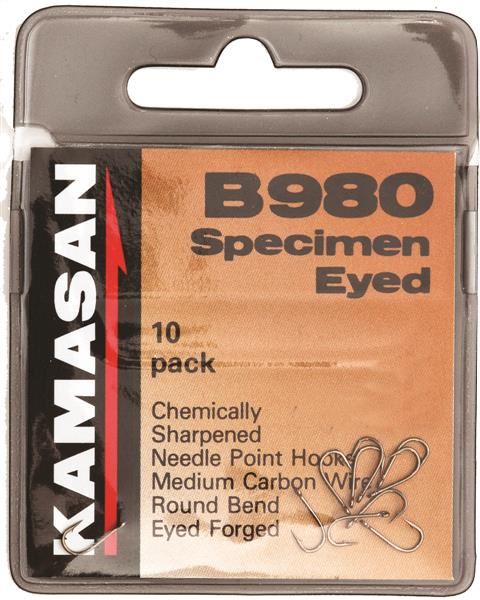 KAMASAN
B980
Specimen
Eyed
10
pack
Chemically
Sharpened
Needle Point Hooks
Medium Carbon Wire
Round Bend
Eyed Forged